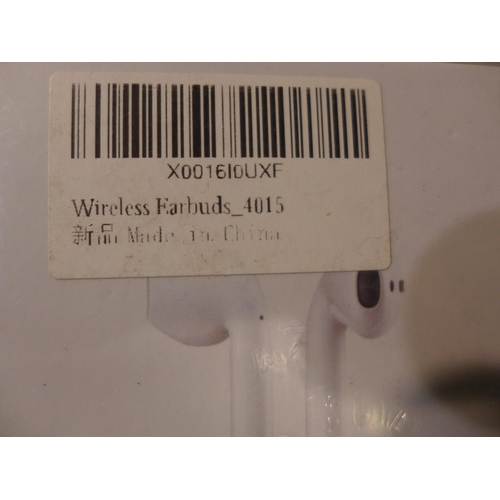 X0016I0UXF
Wireless Earbuds_4015
新品 Made in China